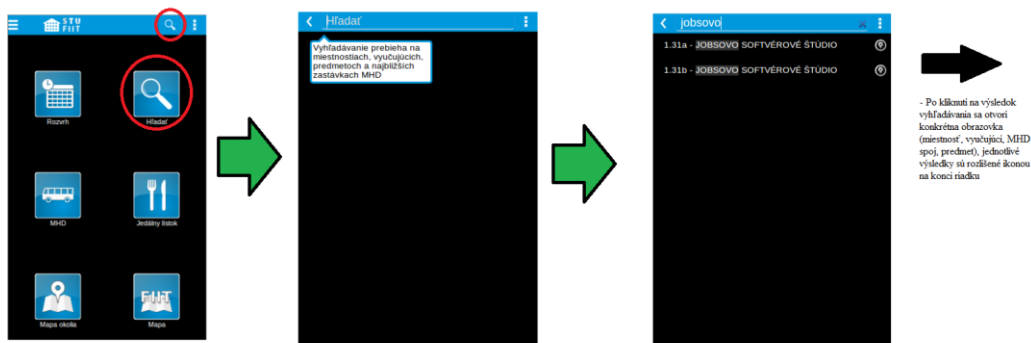 STU
FIIT
Rozvrh
Hľadať
MHD
Jedálny lístok
Mapa okolia
FIIT
Mapa
Hľadať
Vyhľadávanie prebieha na
miestnostiach, vyučujúcich,
predmetoch a najbližších
zastávkach MHD
jobsovo
1.31a - JOBSOVO SOFTVÉROVÉ ŠTÚDIO
1.31b - JOBSOVO SOFTVÉROVÉ ŠTÚDIO
- Po kliknutí na výsledok
vyhľadávania sa otvorí
konkrétna obrazovka
(miestnosť, vyučujúci, MHD
spoj, predmet), jednotlivé
výsledky sú rozlíšené ikonou
na konci riadku